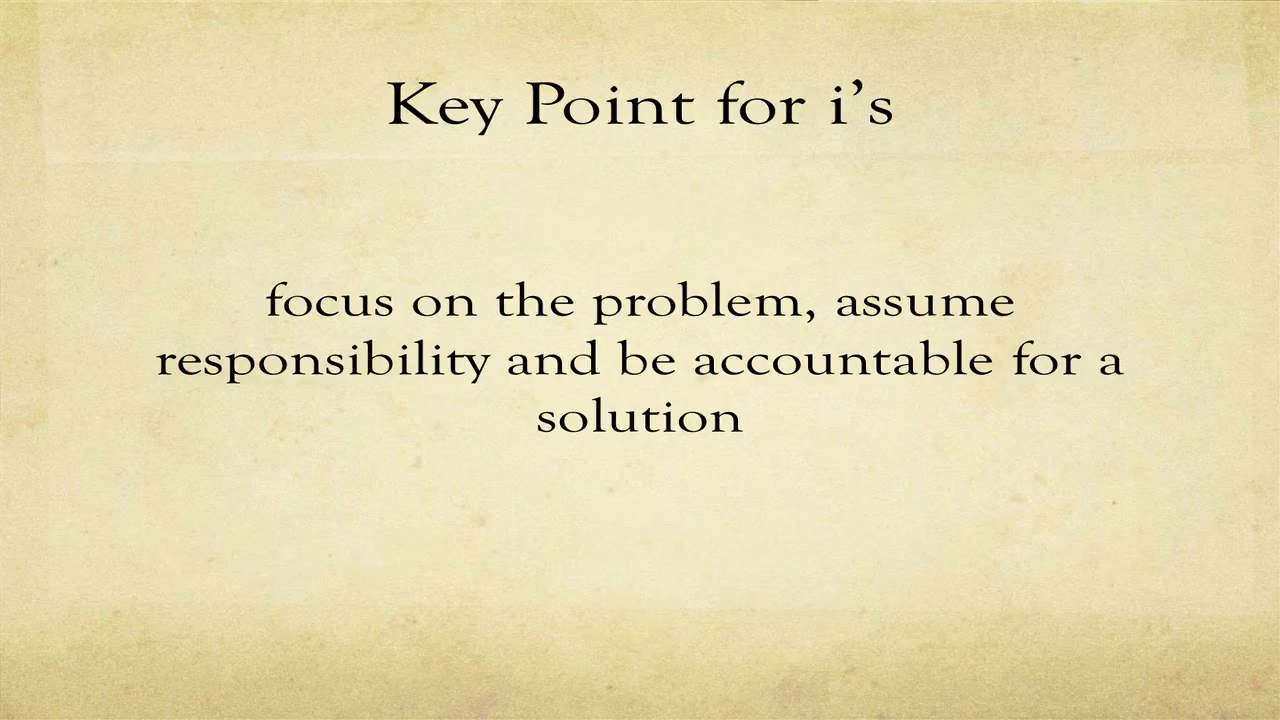 Key Point for i’s
focus on the problem, assume
responsibility and be accountable for a
solution